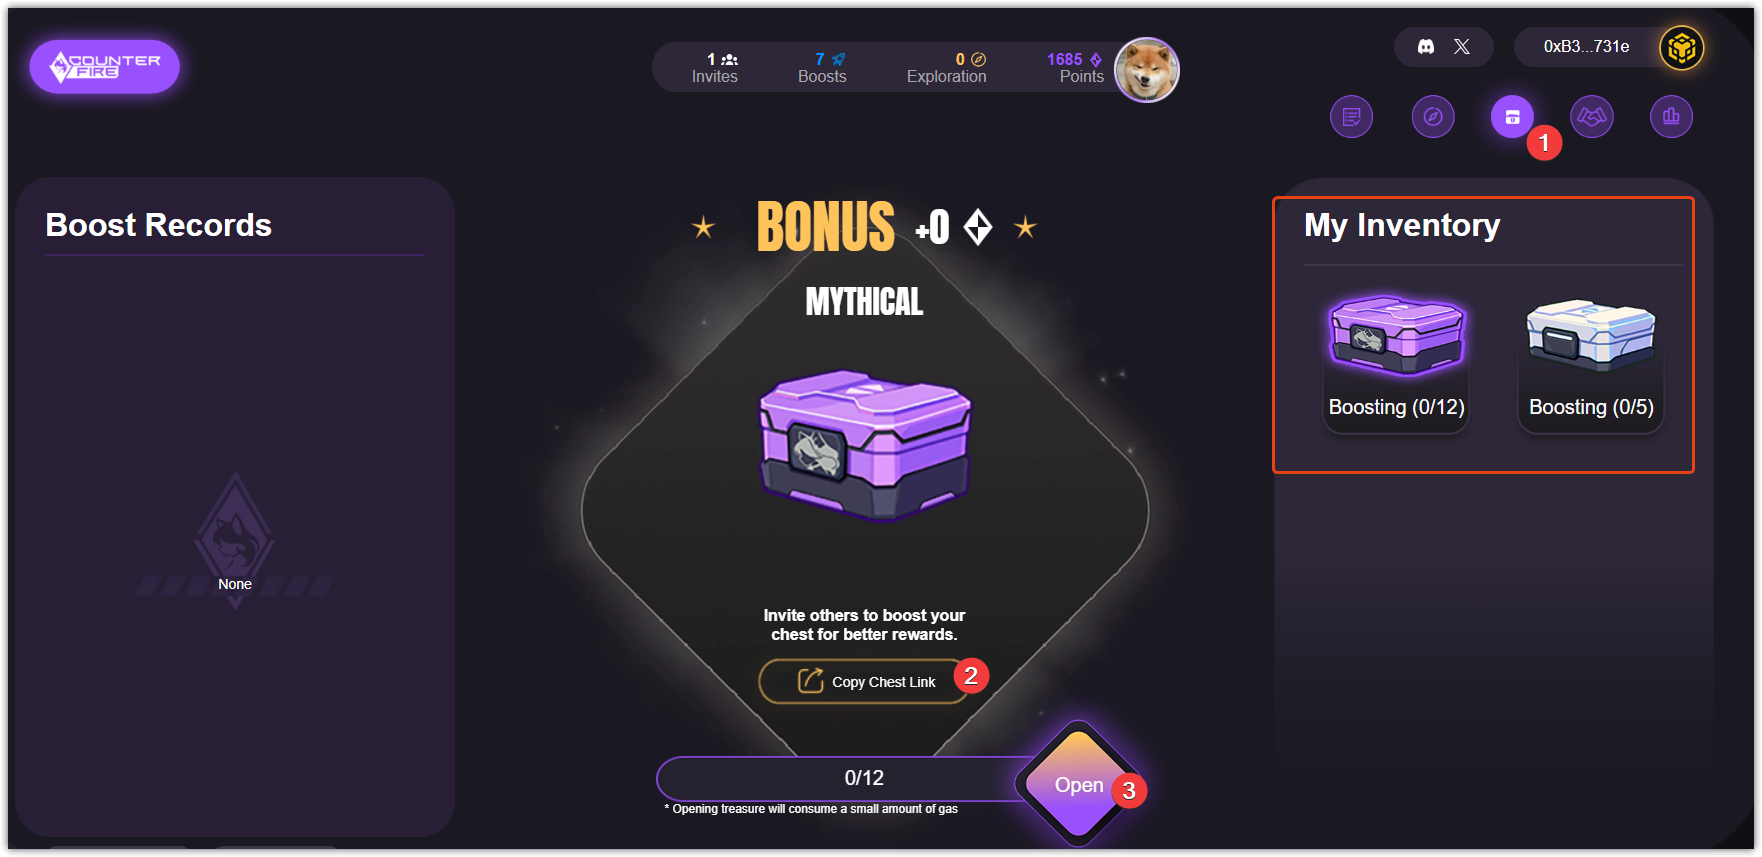 COUNTER
FIRE
1
Invites
7
Boosts
0
Exploration
1685
Points
0xB3...731e
1
Boost Records
None
BONUS +0
MYTHICAL
Invite others to boost your
chest for better rewards.
Copy Chest Link
2
0/12
Open
3
* Opening treasure will consume a small amount of gas
My Inventory
Boosting (0/12)
Boosting (0/5)